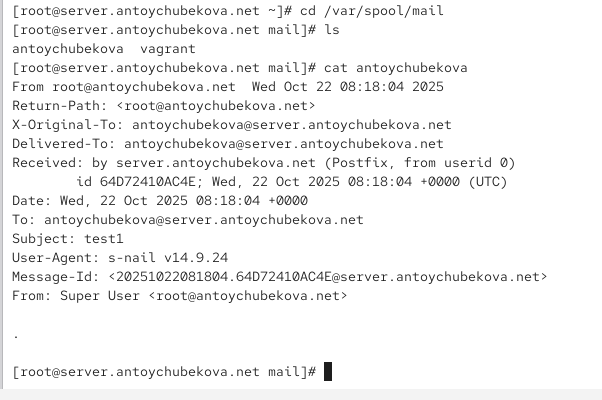 [root@server.antoychubekova.net ~]# cd /var/spool/mail
[root@server.antoychubekova.net mail]# ls
antoychubekova  vagrant
[root@server.antoychubekova.net mail]# cat antoychubekova
From root@antoychubekova.net  Wed Oct 22 08:18:04 2025
Return-Path: <root@antoychubekova.net>
X-Original-To: antoychubekova@server.antoychubekova.net
Delivered-To: antoychubekova@server.antoychubekova.net
Received: by server.antoychubekova.net (Postfix, from userid 0)
        id 64D72410AC4E; Wed, 22 Oct 2025 08:18:04 +0000 (UTC)
Date: Wed, 22 Oct 2025 08:18:04 +0000
To: antoychubekova@server.antoychubekova.net
Subject: test1
User-Agent: s-nail v14.9.24
Message-Id: <20251022081804.64D72410AC4E@server.antoychubekova.net>
From: Super User <root@antoychubekova.net>

.

[root@server.antoychubekova.net mail]#